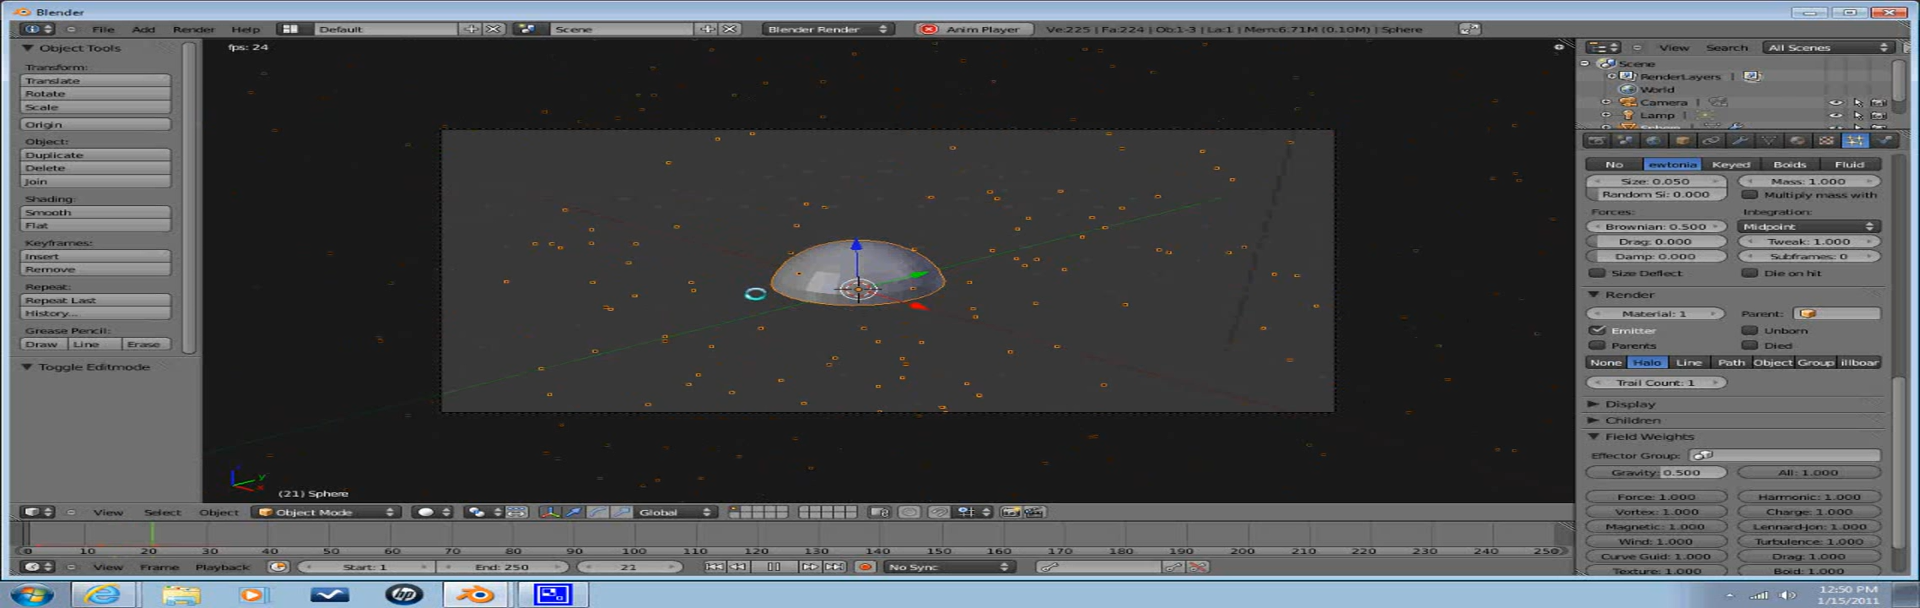 Blender
File Add Render Help Default Scene Blender Render Anim Player Ve:225 | Fa:224 | Ob:1-3 | La:1 | Mem:6.71M (0.10M) | Sphere
Object Tools
Transform:
Translate
Rotate
Scale
Origin
Object:
Duplicate
Delete
Join
Shading:
Smooth
Flat
Keyframes:
Insert
Remove
Repeat:
Repeat Last
History...
Grease Pencil:
Draw Line Erase
Toggle Editmode
fps: 24
(21) Sphere
View Select Object Object Mode Global
0 10 20 30 40 50 60 70 80 90 100 110 120 130 140 150 160 170 180 190 200 210 220 230 240 250
View Frame Playback Start: 1 End: 250 21 No Sync
View Search All Scenes
Scene
RenderLayers
World
Camera
Lamp
No ewtonia Keyed Boids Fluid
Size: 0.050 Mass: 1.000
Random Si: 0.000 Multiply mass with
Forces: Integration:
Brownian: 0.500 Midpoint
Drag: 0.000 Tweak: 1.000
Damp: 0.000 Subframes: 0
Size Deflect Die on hit
Render
Material: 1 Parent:
Emitter Unborn
Parents Died
None Halo Line Path Object Group illboar
Trail Count: 1
Display
Children
Field Weights
Effector Group:
Gravity: 0.500 All: 1.000
Force: 1.000 Harmonic: 1.000
Vortex: 1.000 Charge: 1.000
Magnetic: 1.000 Lennard-Jon: 1.000
Wind: 1.000 Turbulence: 1.000
Curve Guid: 1.000 Drag: 1.000
Texture: 1.000 Boid: 1.000
hp
12:50 PM
1/15/2011